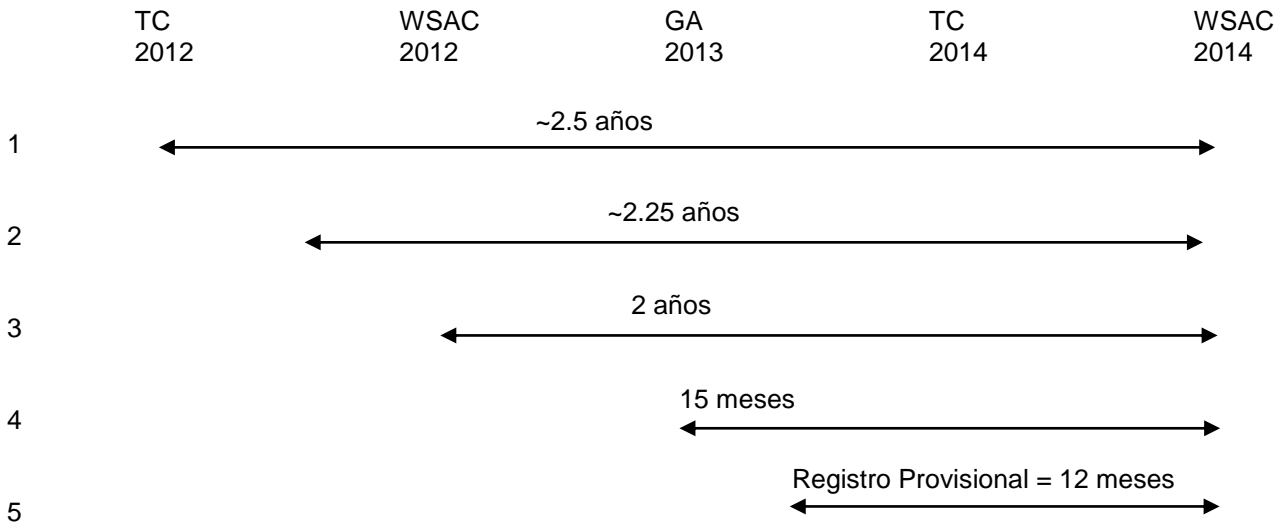 TC WSAC GA TC WSAC
2012 2012 2013 2014 2014
~2.5 años
1
~2.25 años
2
2 años
3
15 meses
4
Registro Provisional = 12 meses
5